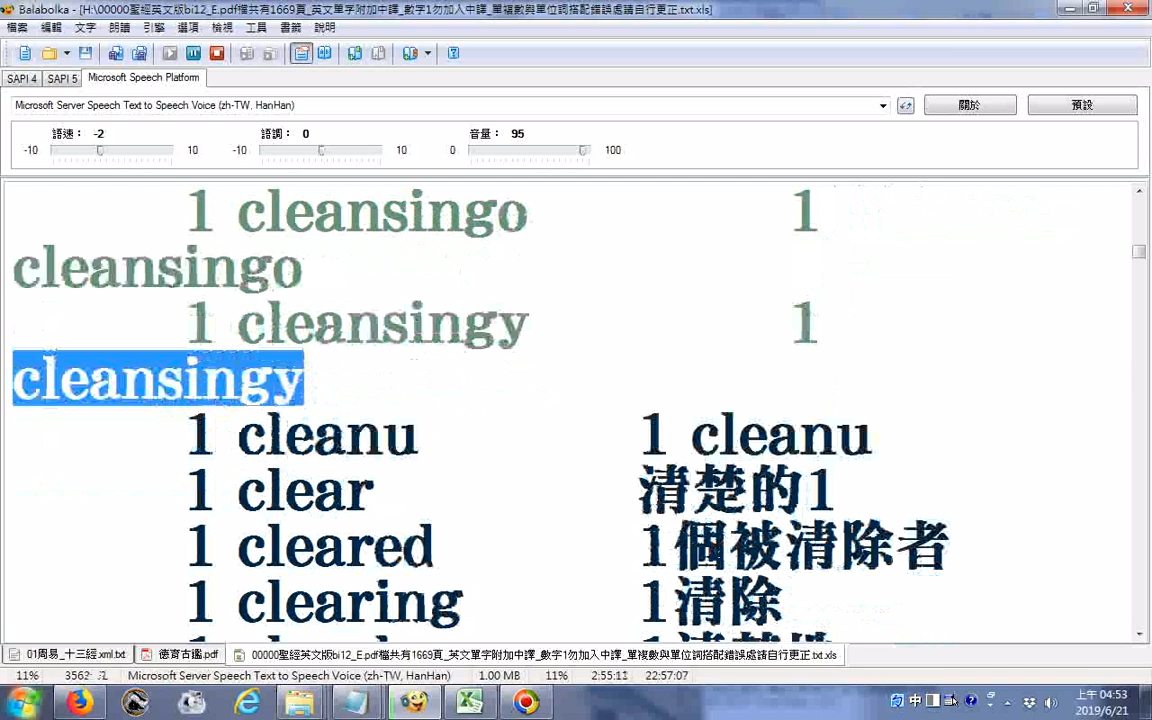 Balabolka - [H:\00000聖經英文版bi12_E.pdf檔共有1669頁_英文單字附加中譯_數字1勿加入中譯_單複數與單位詞搭配錯誤處請自行更正.txt.xls]
檔案 編輯 文字 朗讀 引擎 選項 檢視 工具 書籤 說明
SAPI 4 SAPI 5 Microsoft Speech Platform
Microsoft Server Speech Text to Speech Voice (zh-TW, HanHan) 關於 預設
語速： -2 語調： 0 音量： 95
-10 10 -10 10 0 100
1 cleansingo 1
cleansingo
1 cleansingy 1
cleansingy
1 cleanu 1 cleanu
1 clear 清楚的1
1 cleared 1個被清除者
1 clearing 1清除
01周易_十三經.xml.txt 德育古鑑.pdf 00000聖經英文版bi12_E.pdf檔共有1669頁_英文單字附加中譯_數字1勿加入中譯_單複數與單位詞搭配錯誤處請自行更正.txt.xls
11% Microsoft Server Speech Text to Speech Voice (zh-TW, HanHan) 1.00 MB 11% 2:55:11 22:57:07
中 上午 04:53
2019/6/21